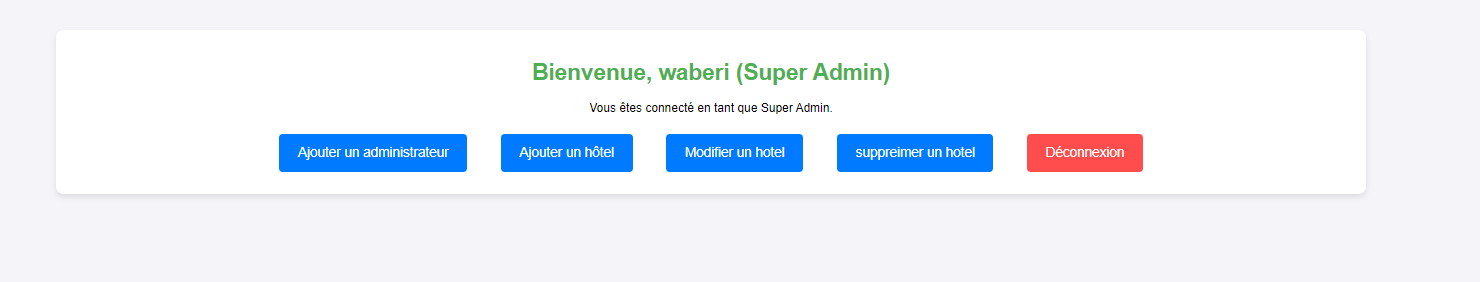 Bienvenue, waberi (Super Admin)
Vous êtes connecté en tant que Super Admin.
Ajouter un administrateur Ajouter un hôtel Modifier un hotel suppreimer un hotel Déconnexion